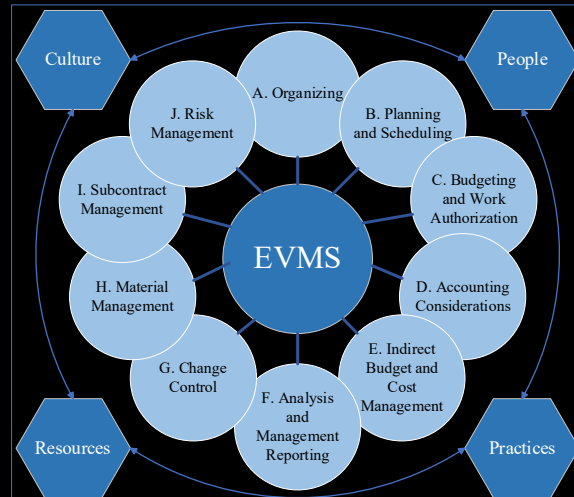 Culture
People
A. Organizing
J. Risk
Management
B. Planning
and Scheduling
I. Subcontract
Management
C. Budgeting
and Work
Authorization
EVMS
H. Material
Management
D. Accounting
Considerations
G. Change
Control
E. Indirect
Budget and
Cost
Management
F. Analysis
and
Management
Reporting
Resources
Practices